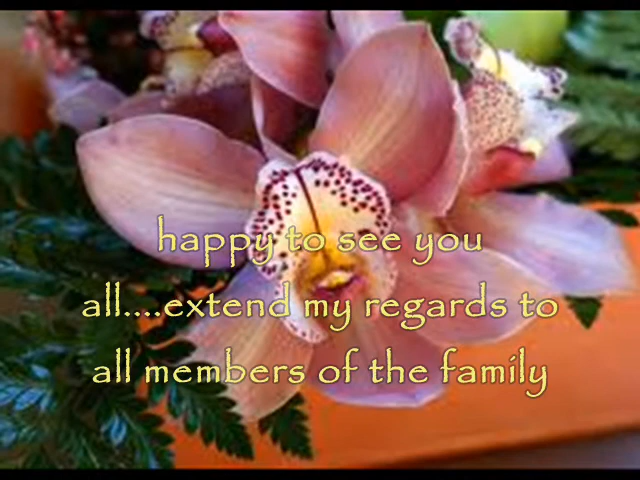 happy to see you
all....extend my regards to
all members of the family